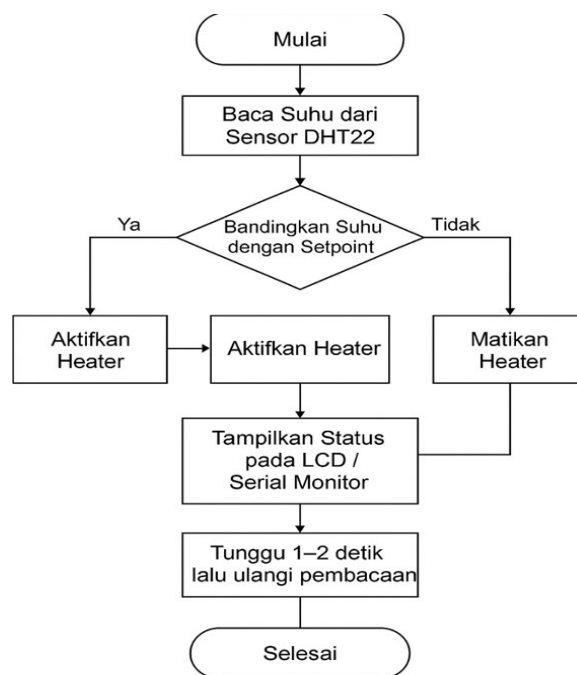 Mulai
Baca Suhu dari
Sensor DHT22
Ya
Bandingkan Suhu
dengan Setpoint
Tidak
Aktifkan
Heater
Aktifkan Heater
Matikan
Heater
Tampilkan Status
pada LCD /
Serial Monitor
Tunggu 1–2 detik
lalu ulangi pembacaan
Selesai